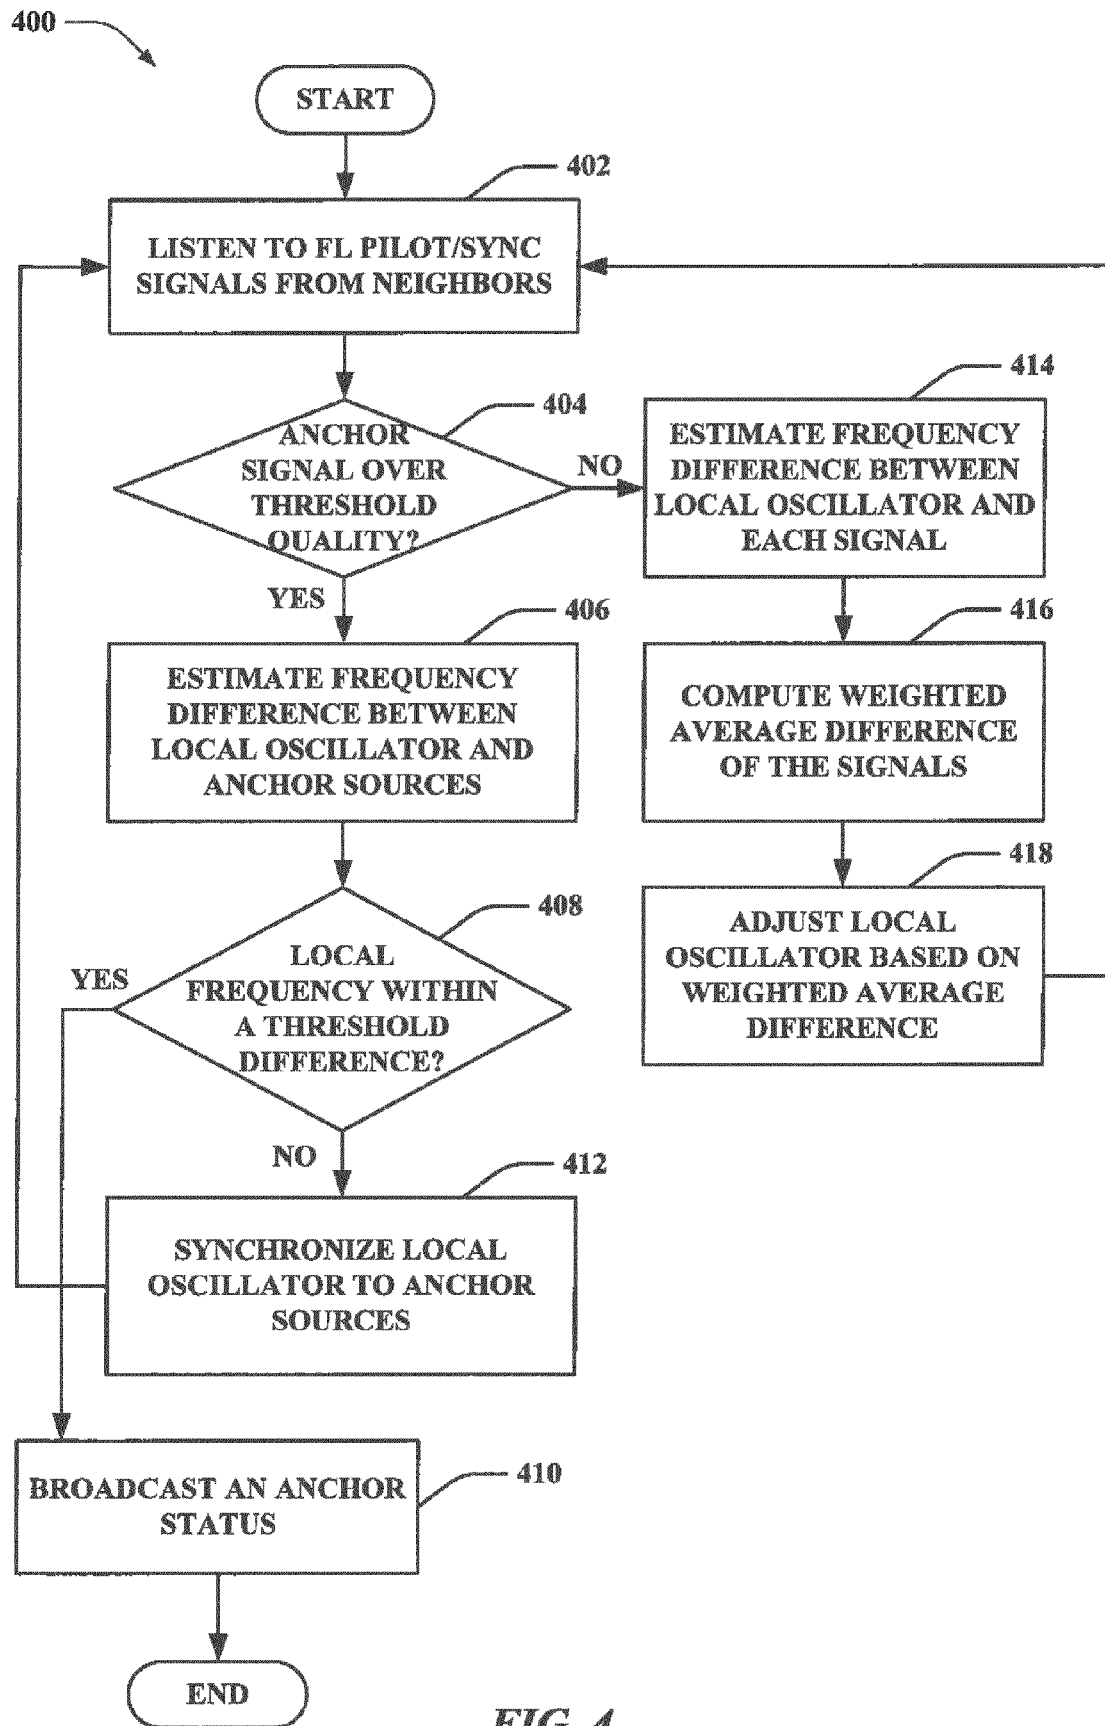 400
START
402
LISTEN TO FL PILOT/SYNC
SIGNALS FROM NEIGHBORS
404
ANCHOR
SIGNAL OVER
THRESHOLD
QUALITY?
NO
414
ESTIMATE FREQUENCY
DIFFERENCE BETWEEN
LOCAL OSCILLATOR AND
EACH SIGNAL
YES
406
ESTIMATE FREQUENCY
DIFFERENCE BETWEEN
LOCAL OSCILLATOR AND
ANCHOR SOURCES
416
COMPUTE WEIGHTED
AVERAGE DIFFERENCE
OF THE SIGNALS
408
LOCAL
FREQUENCY WITHIN
A THRESHOLD
DIFFERENCE?
YES
418
ADJUST LOCAL
OSCILLATOR BASED ON
WEIGHTED AVERAGE
DIFFERENCE
NO
412
SYNCHRONIZE LOCAL
OSCILLATOR TO ANCHOR
SOURCES
410
BROADCAST AN ANCHOR
STATUS
END
FIG. 4